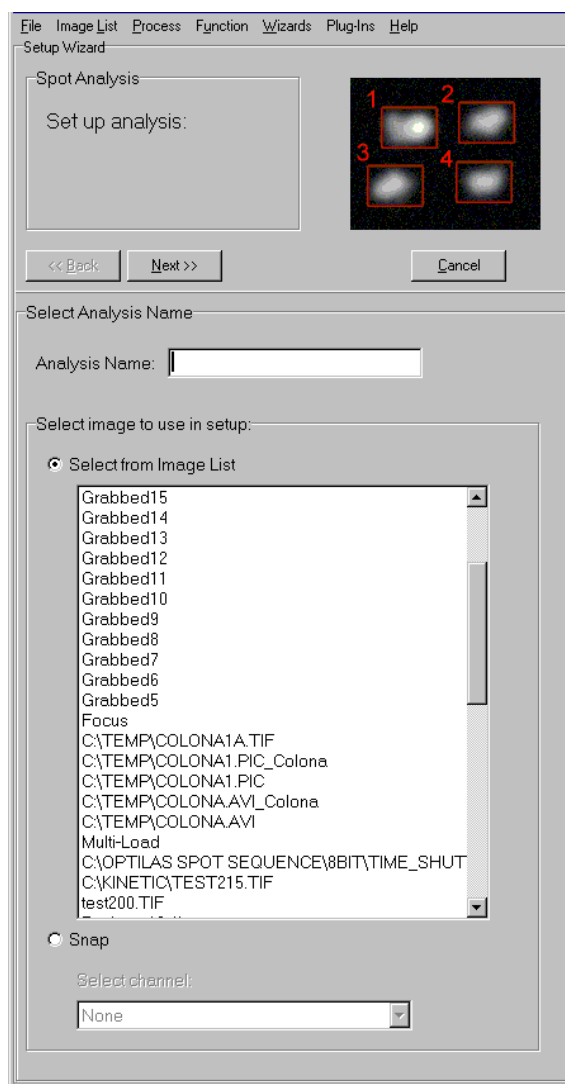 File Image List Process Function Wizards Plug-Ins Help
Setup Wizard
Spot Analysis
Set up analysis:
1
2
3
4
<< Back
Next >>
Cancel
Select Analysis Name
Analysis Name:
Select image to use in setup:
Select from Image List
Grabbed15
Grabbed14
Grabbed13
Grabbed12
Grabbed11
Grabbed10
Grabbed9
Grabbed8
Grabbed7
Grabbed6
Grabbed5
Focus
C:\TEMP\COLONA1A.TIF
C:\TEMP\COLONA1.PIC_Colona
C:\TEMP\COLONA1.PIC
C:\TEMP\COLONA.AVI_Colona
C:\TEMP\COLONA.AVI
Multi-Load
C:\OPTILAS SPOT SEQUENCE\8BIT\TIME_SHUT
C:\KINETIC\TEST215.TIF
test200.TIF
Snap
Select channel:
None